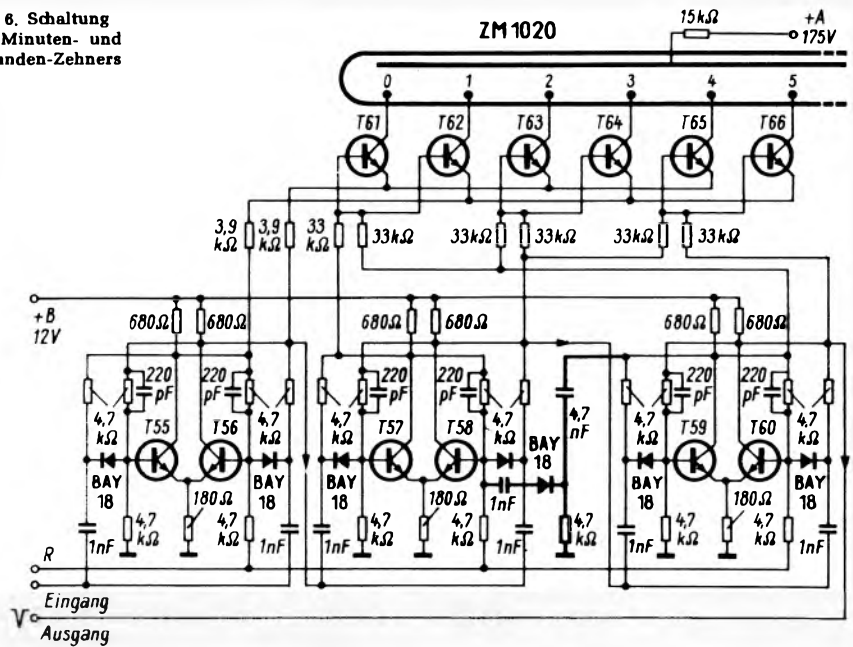 6. Schaltung
Minuten- und
nden-Zehners
ZM 1020
15kΩ
+A
175V
0 1 2 3 4 5
T61 T62 T63 T64 T65 T66
3,9 kΩ
3,9 kΩ
33 kΩ
33kΩ
33kΩ
33kΩ
33kΩ
33kΩ
+B
12V
680Ω 680Ω 680Ω 680Ω 680Ω 680Ω
220 pF
220 pF
220 pF
220 pF
220 pF
220 pF
4,7 kΩ
4,7 kΩ
4,7 kΩ
4,7 kΩ
4,7 nF
4,7 kΩ
4,7 kΩ
T55 T56 T57 T58 T59 T60
BAY 18
BAY 18
BAY 18
BAY 18
BAY 18
BAY 18
180Ω
180Ω
180Ω
1nF
4,7 kΩ
4,7 kΩ
1nF
1nF
4,7 kΩ
4,7 kΩ
1nF
1nF
4,7 kΩ
1nF
4,7 kΩ
4,7 kΩ
1nF
R
Eingang
Ausgang